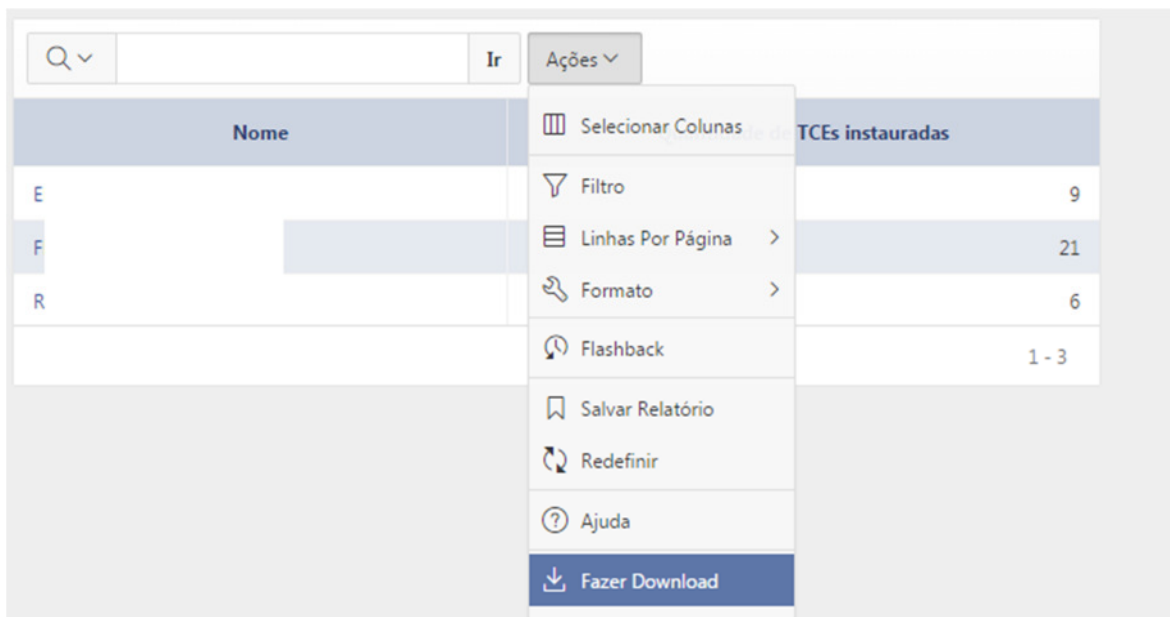 Ir Ações
Nome
TCEs instauradas
Selecionar Colunas
Filtro
Linhas Por Página
Formato
Flashback
Salvar Relatório
Redefinir
Ajuda
Fazer Download
E 9
F 21
R 6
1 - 3